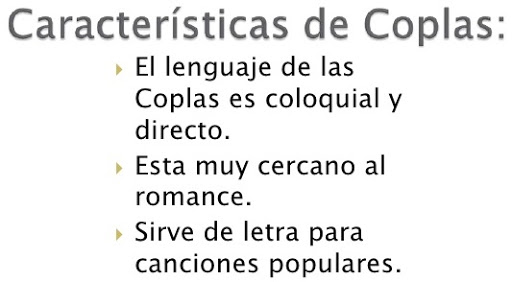 Características de Coplas:
El lenguaje de las
Coplas es coloquial y
directo.
Esta muy cercano al
romance.
Sirve de letra para
canciones populares.